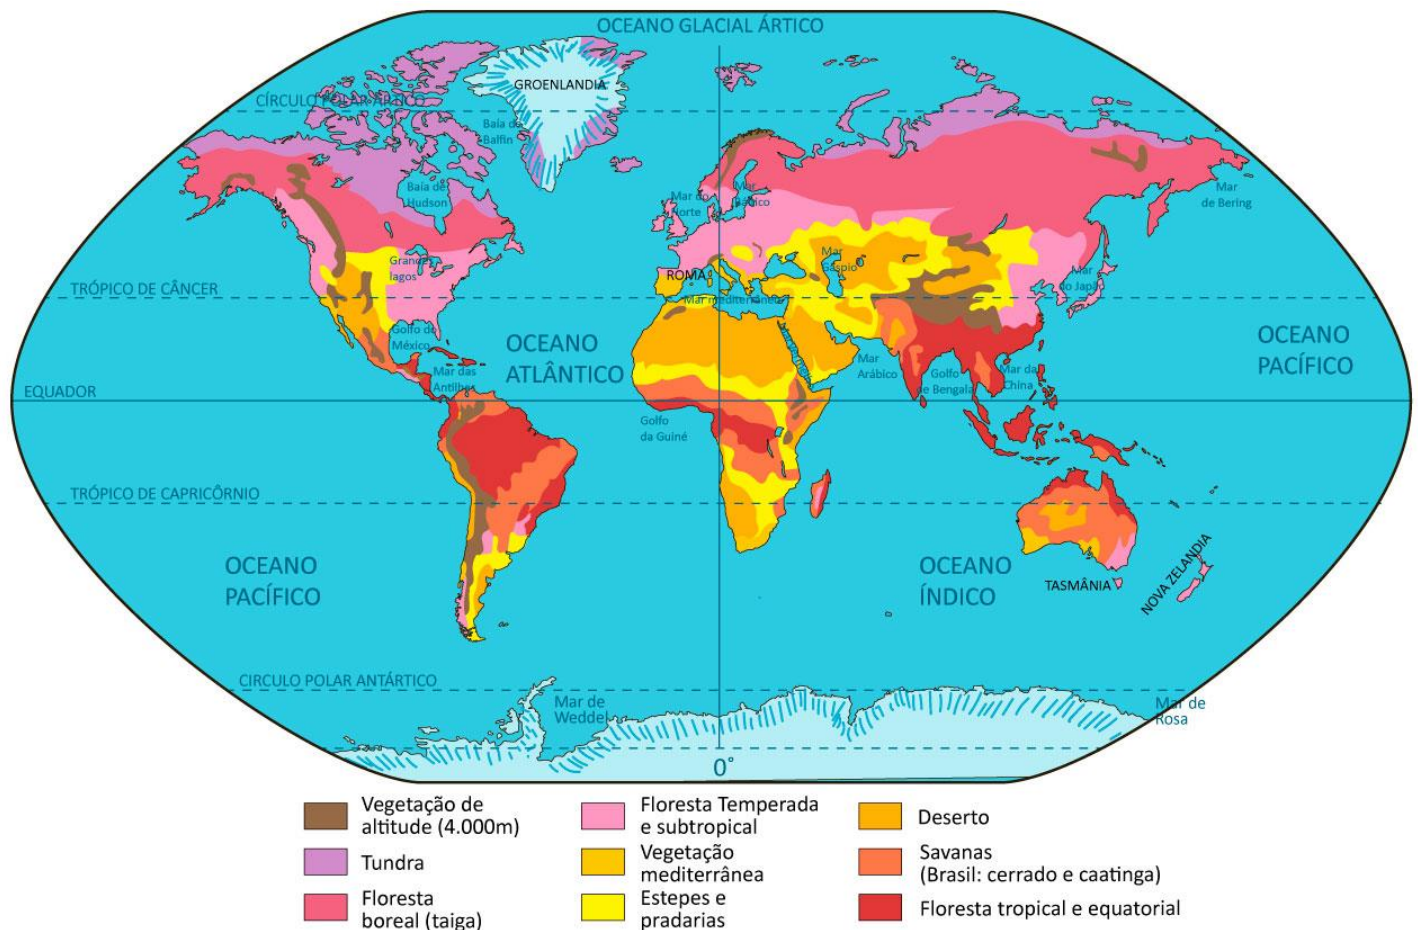 OCEANO GLACIAL ÁRTICO
GROENLANDIA
CÍRCULO POLAR ÁRTICO
Baía de
Balfin
Baía de
Hudson
Mar do
Norte
Mar
Báltico
Mar
de Bering
Grandes
lagos
ROMA
Mar
Cáspio
Mar
do Japão
TRÓPICO DE CÂNCER
Mar mediterrâneo
Golfo do
México
OCEANO
ATLÂNTICO
OCEANO
PACÍFICO
Mar das
Antilhas
Mar
Arábico
Golfo
de Bengala
Mar da
China
EQUADOR
Golfo
da Guiné
TRÓPICO DE CAPRICÓRNIO
OCEANO
PACÍFICO
OCEANO
ÍNDICO
TASMÂNIA
NOVA ZELANDIA
CIRCULO POLAR ANTÁRTICO
Mar de
Weddel
Mar de
Rosa
0°
Vegetação de
altitude (4.000m)
Tundra
Floresta
boreal (taiga)
Floresta Temperada
e subtropical
Vegetação
mediterrânea
Estepes e
pradarias
Deserto
Savanas
(Brasil: cerrado e caatinga)
Floresta tropical e equatorial